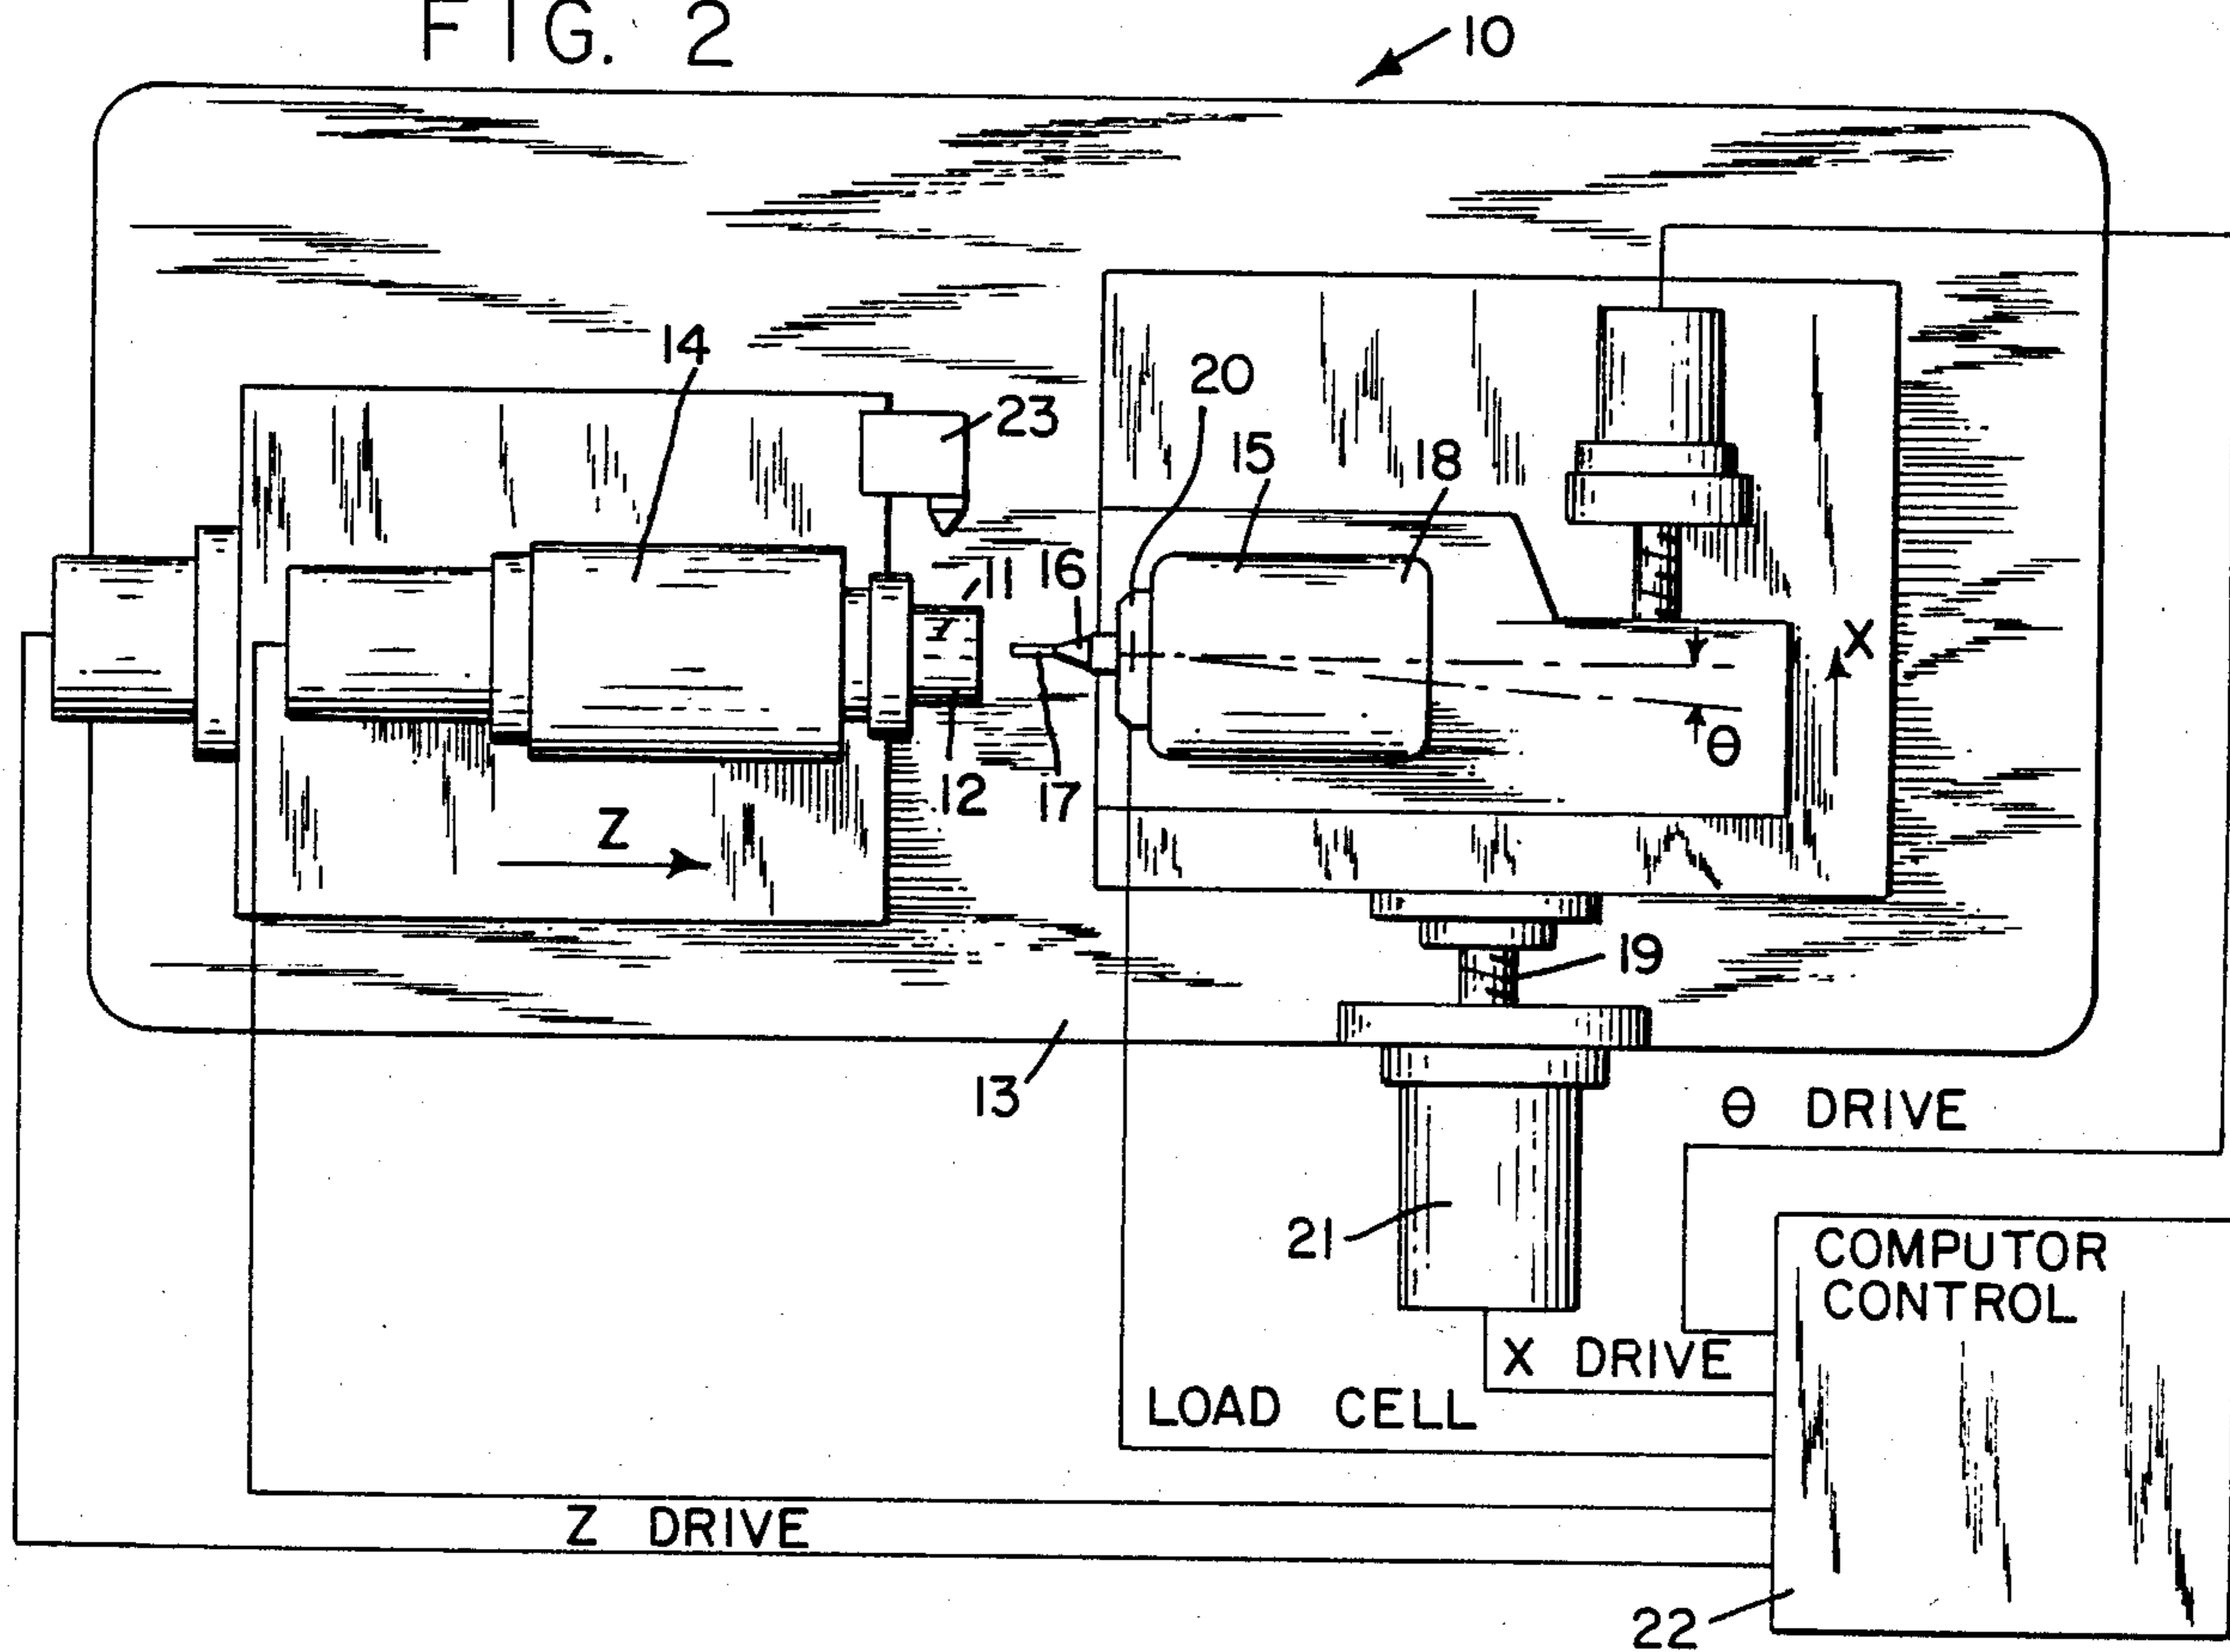 FIG. 2
10
14
20
23
15
18
11
16
X
θ
12
17
Z
19
13
θ DRIVE
21
COMPUTOR
CONTROL
X DRIVE
LOAD CELL
Z DRIVE
22